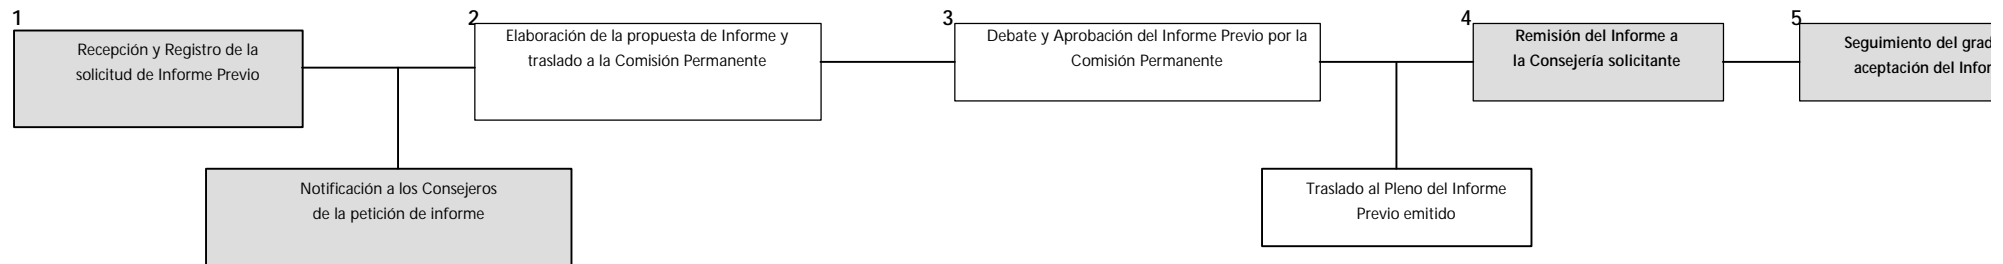 1
Recepción y Registro de la
solicitud de Informe Previo
2
Elaboración de la propuesta de Informe y
traslado a la Comisión Permanente
3
Debate y Aprobación del Informe Previo por la
Comisión Permanente
4
Remisión del Informe a
la Consejería solicitante
5
Seguimiento del
aceptación del
Notificación a los Consejeros
de la petición de informe
Traslado al Pleno del Informe
Previo emitido